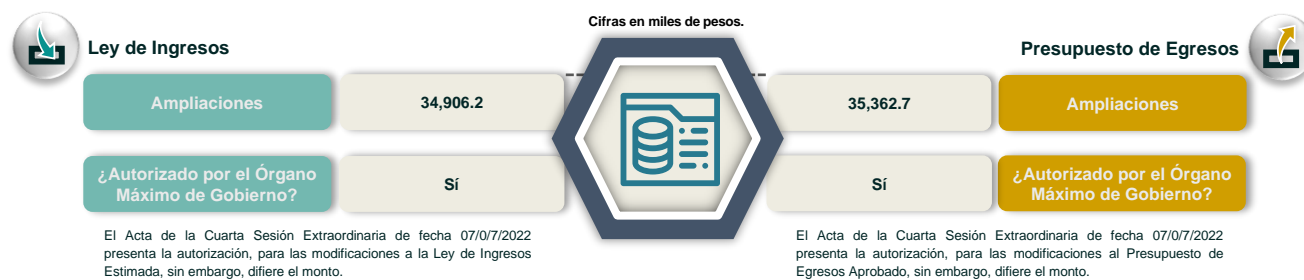 Cifras en miles de pesos.
Ley de Ingresos
Presupuesto de Egresos
Ampliaciones
34,906.2
35,362.7
Ampliaciones
¿Autorizado por el Órgano
Máximo de Gobierno?
Sí
Sí
¿Autorizado por el Órgano
Máximo de Gobierno?
El Acta de la Cuarta Sesión Extraordinaria de fecha 07/0/7/2022
presenta la autorización, para las modificaciones a la Ley de Ingresos
Estimada, sin embargo, difiere el monto.
El Acta de la Cuarta Sesión Extraordinaria de fecha 07/0/7/2022
presenta la autorización, para las modificaciones al Presupuesto de
Egresos Aprobado, sin embargo, difiere el monto.